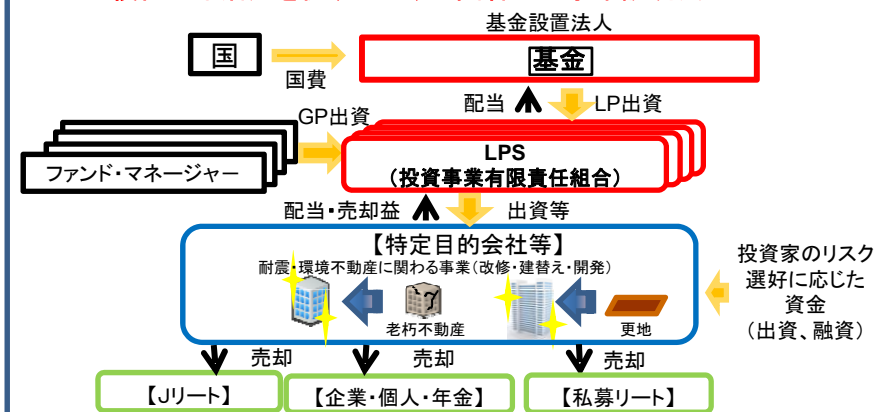 基金設置法人
国
基金
国費
配当
LP出資
GP出資
ファンド・マネージャー
LPS
(投資事業有限責任組合)
配当・売却益
出資等
【特定目的会社等】
耐震・環境不動産に関わる事業(改修・建替え・開発)
老朽不動産
更地
投資家のリスク
選好に応じた
資金
(出資、融資)
売却
売却
売却
【Jリート】
【企業・個人・年金】
【私募リート】